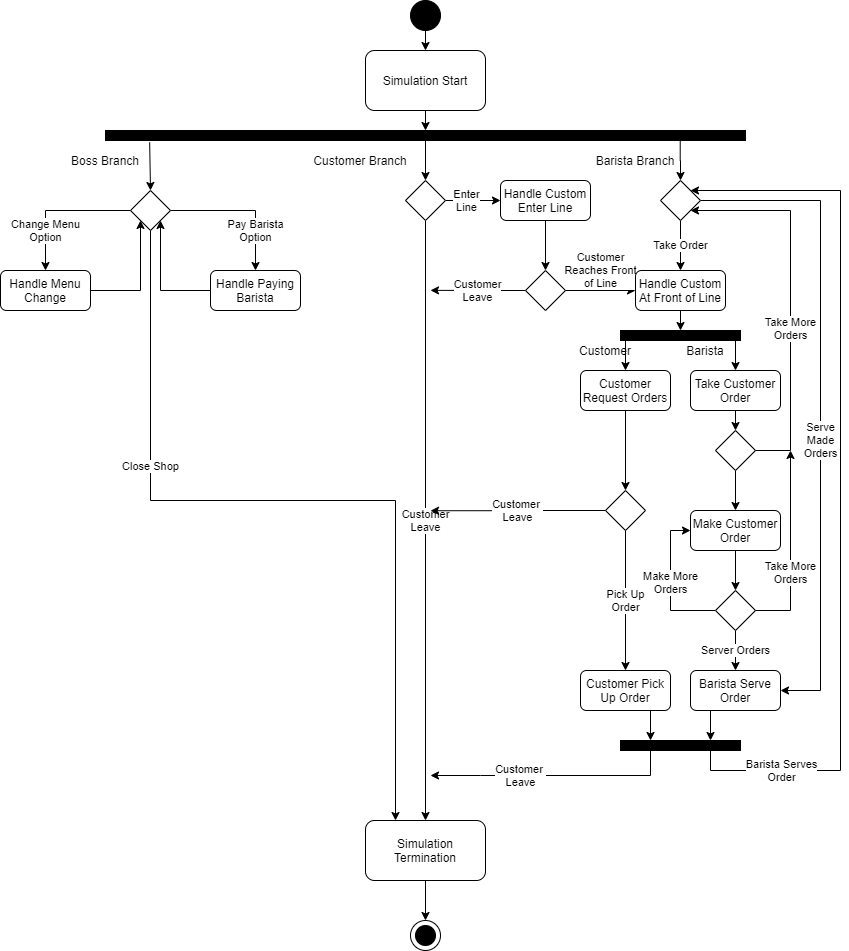 Simulation Start
Boss Branch
Customer Branch
Barista Branch
Enter
Line
Handle Custom
Enter Line
Change Menu
Option
Pay Barista
Option
Take Order
Customer
Reaches Front
of Line
Handle Menu
Change
Handle Paying
Barista
Customer
Leave
Handle Custom
At Front of Line
Take More
Orders
Customer
Barista
Customer
Request Orders
Take Customer
Order
Serve
Made
Orders
Close Shop
Customer
Leave
Customer
Leave
Make Customer
Order
Make More
Orders
Take More
Orders
Pick Up
Order
Server Orders
Customer Pick
Up Order
Barista Serve
Order
Customer
Leave
Barista Serves
Order
Simulation
Termination